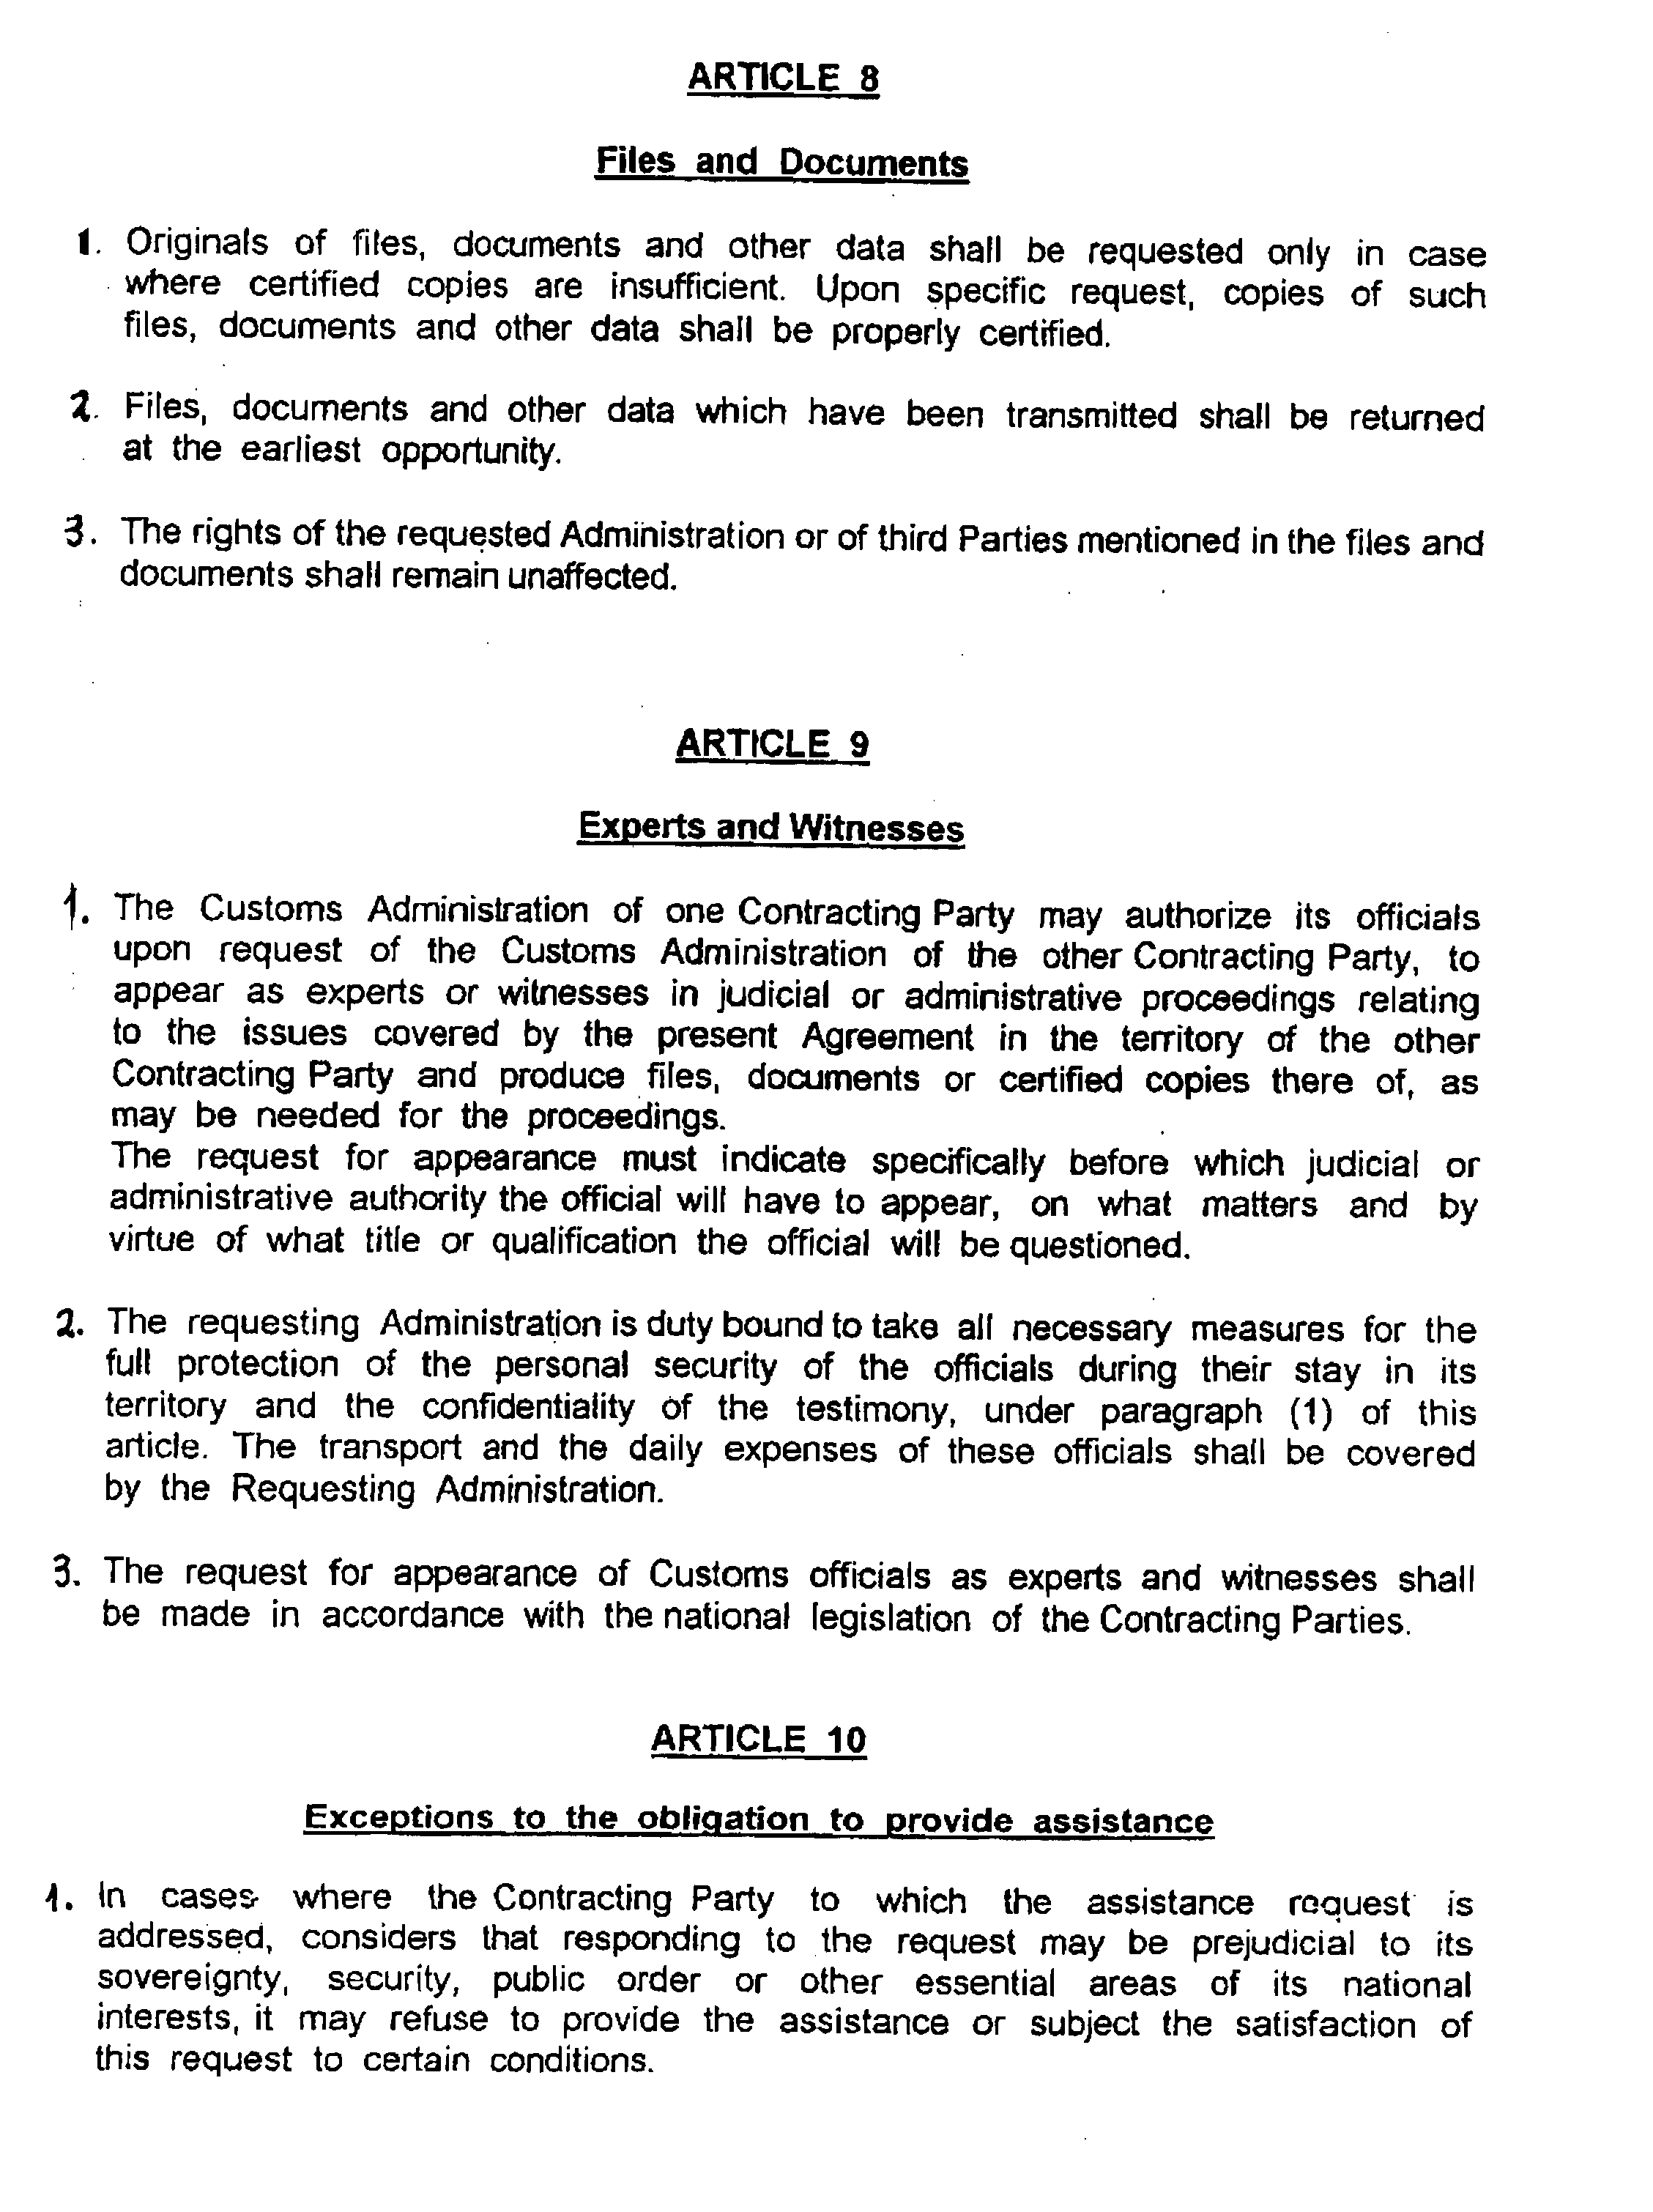 ARTICLE 8
Files and Documents
1. Originals of files, documents and other data shall be requested only in case
where certified copies are insufficient. Upon specific request, copies of such
files, documents and other data shall be properly certified.
2. Files, documents and other data which have been transmitted shall be returned
at the earliest opportunity.
3. The rights of the requested Administration or of third Parties mentioned in the files and
documents shall remain unaffected.
ARTICLE 9
Experts and Witnesses
1. The Customs Administration of one Contracting Party may authorize its officials
upon request of the Customs Administration of the other Contracting Party, to
appear as experts or witnesses in judicial or administrative proceedings relating
to the issues covered by the present Agreement in the territory of the other
Contracting Party and produce files, documents or certified copies there of, as
may be needed for the proceedings.
The request for appearance must indicate specifically before which judicial or
administrative authority the official will have to appear, on what matters and by
virtue of what title or qualification the official will be questioned.
2. The requesting Administration is duty bound to take all necessary measures for the
full protection of the personal security of the officials during their stay in its
territory and the confidentiality of the testimony, under paragraph (1) of this
article. The transport and the daily expenses of these officials shall be covered
by the Requesting Administration.
3. The request for appearance of Customs officials as experts and witnesses shall
be made in accordance with the national legislation of the Contracting Parties.
ARTICLE 10
Exceptions to the obligation to provide assistance
1. In cases where the Contracting Party to which the assistance request is
addressed, considers that responding to the request may be prejudicial to its
sovereignty, security, public order or other essential areas of its national
interests, it may refuse to provide the assistance or subject the satisfaction of
this request to certain conditions.